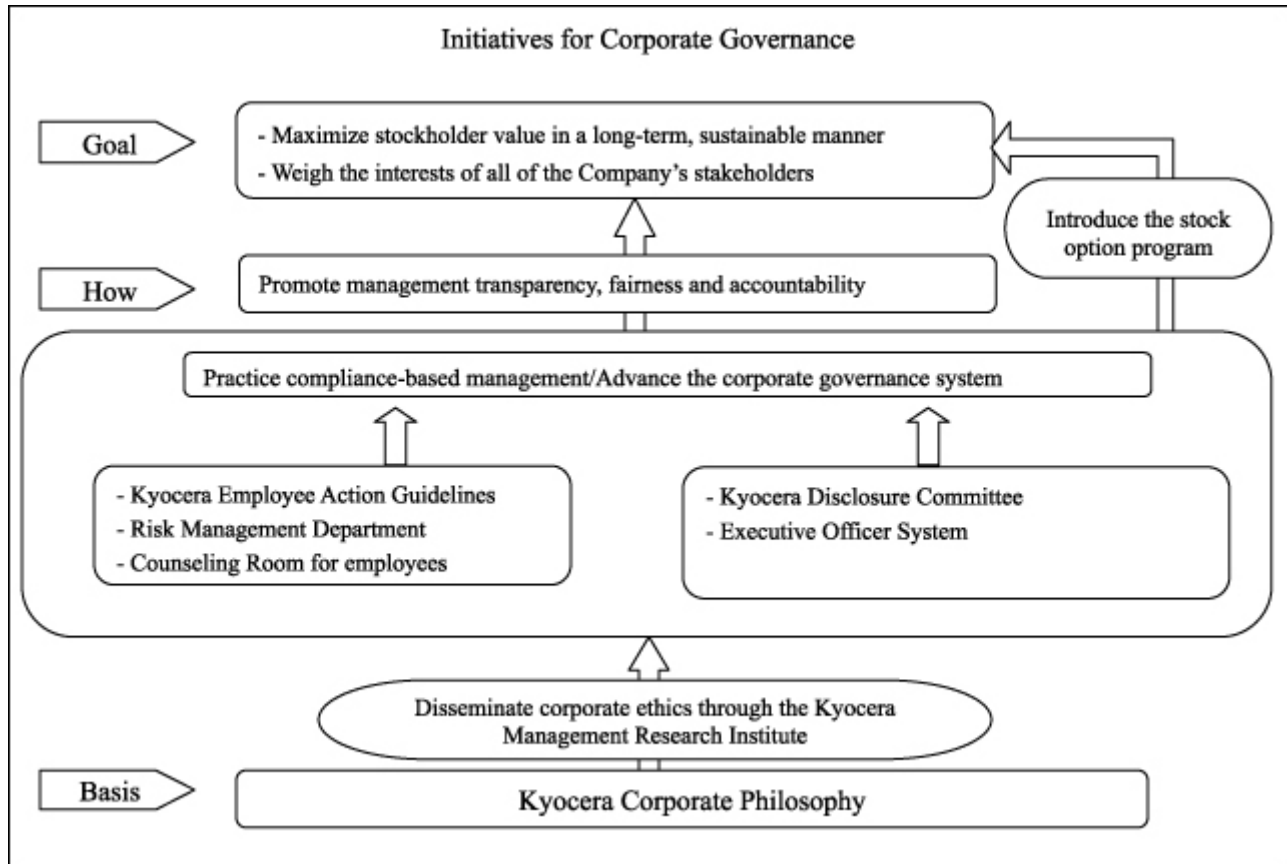 Initiatives for Corporate Governance
Goal
- Maximize stockholder value in a long-term, sustainable manner
- Weigh the interests of all of the Company's stakeholders
Introduce the stock
option program
How
Promote management transparency, fairness and accountability
Practice compliance-based management/Advance the corporate governance system
- Kyocera Employee Action Guidelines
- Risk Management Department
- Counseling Room for employees
- Kyocera Disclosure Committee
- Executive Officer System
Disseminate corporate ethics through the Kyocera
Management Research Institute
Basis
Kyocera Corporate Philosophy